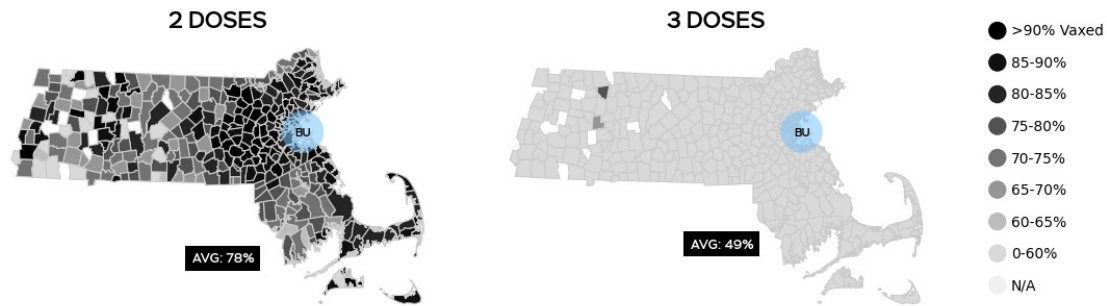 2 DOSES
3 DOSES
BU
BU
AVG: 78%
AVG: 49%
>90% Vaxed
85-90%
80-85%
75-80%
70-75%
65-70%
60-65%
0-60%
N/A